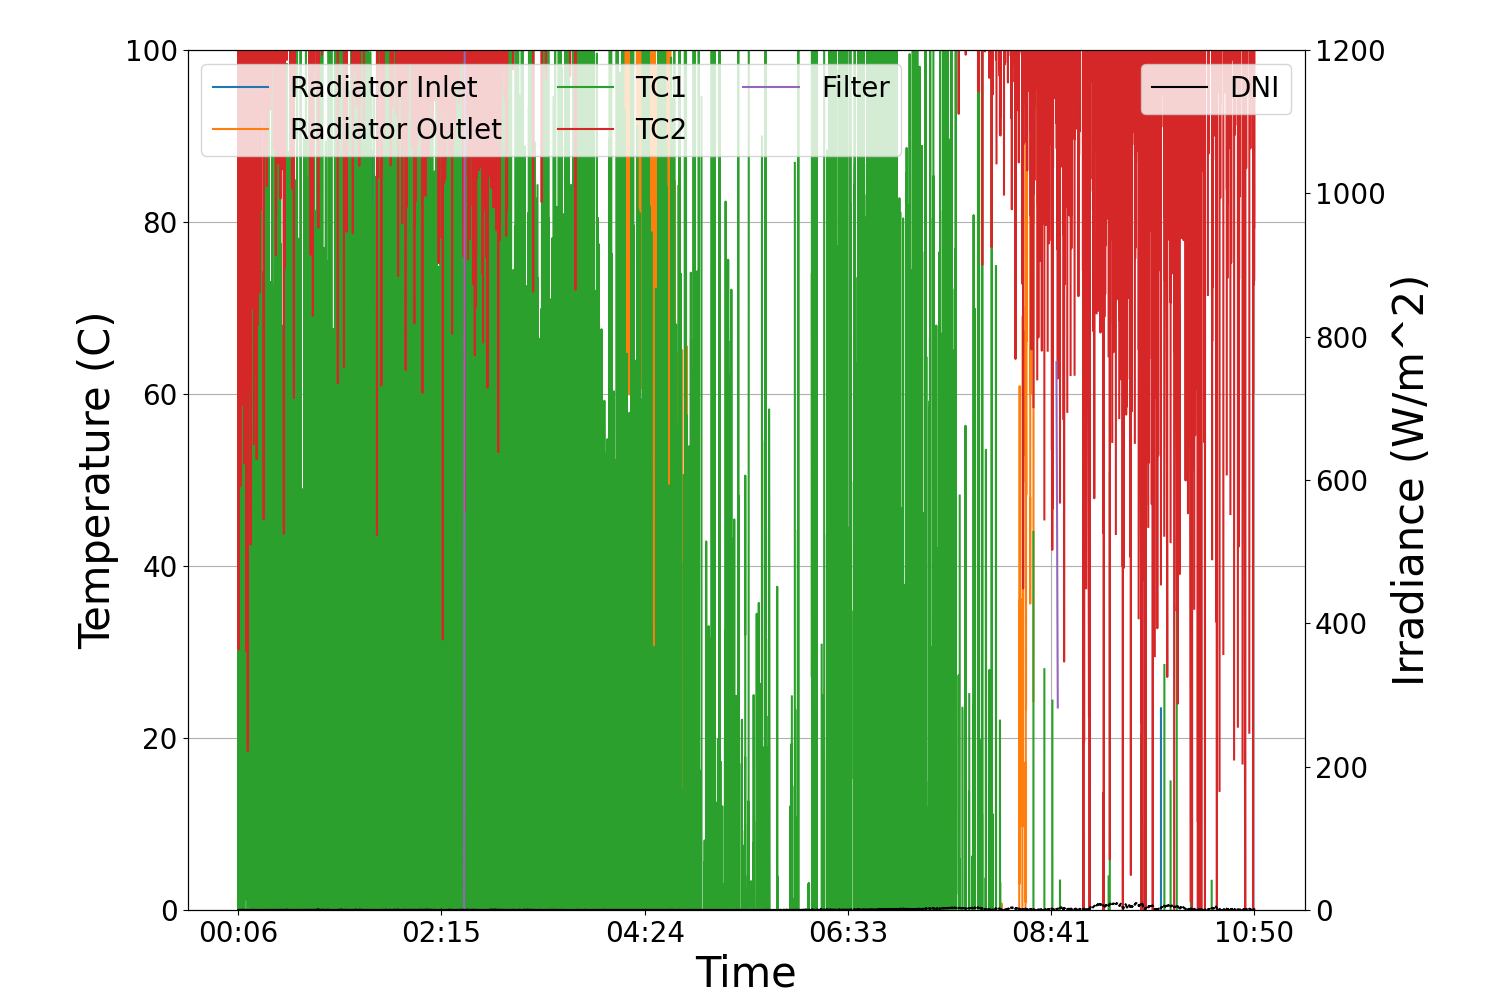 100
80
60
40
20
0
Temperature (C)
Radiator Inlet
Radiator Outlet
TC1
TC2
Filter
DNI
1200
1000
800
600
400
200
0
Irradiance (W/m^2)
00:06 02:15 04:24 06:33 08:41 10:50
Time